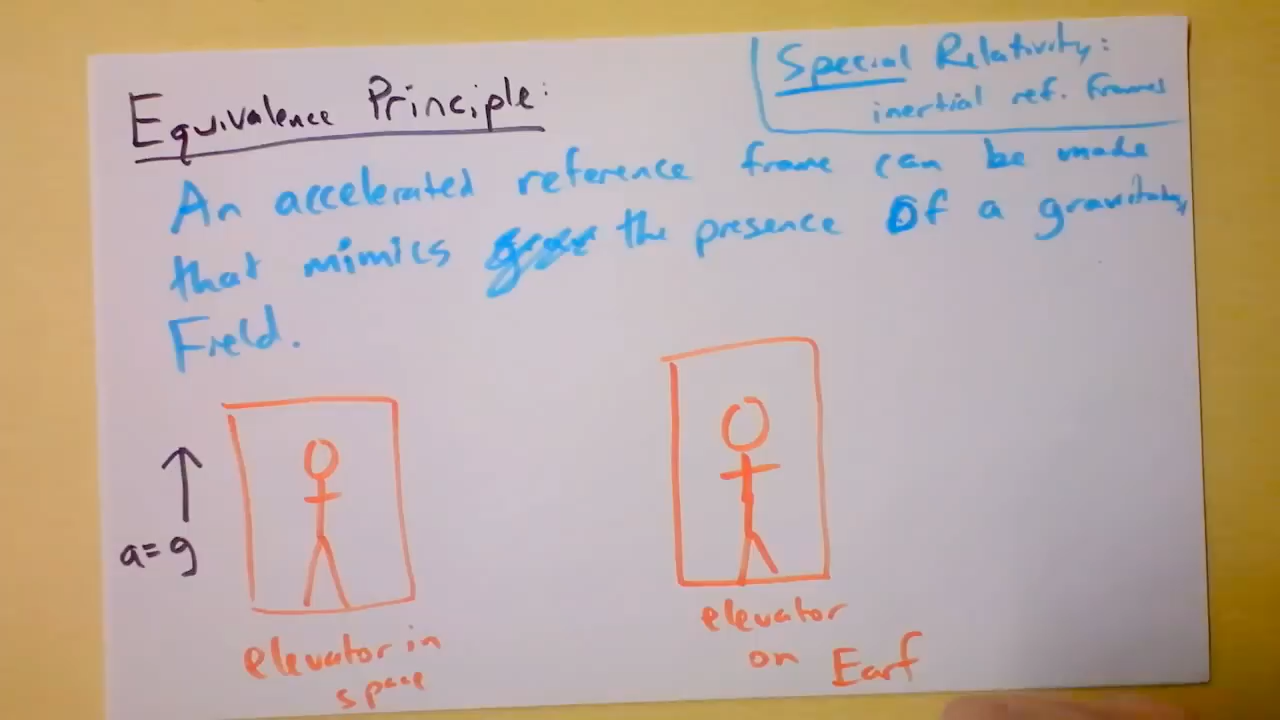 Equivalence Principle:
Special Relativity:
inertial ref. frames
An accelerated reference frame can be made
that mimics the presence of a gravitational
Field.
a=g
elevator in
space
elevator
on Earf